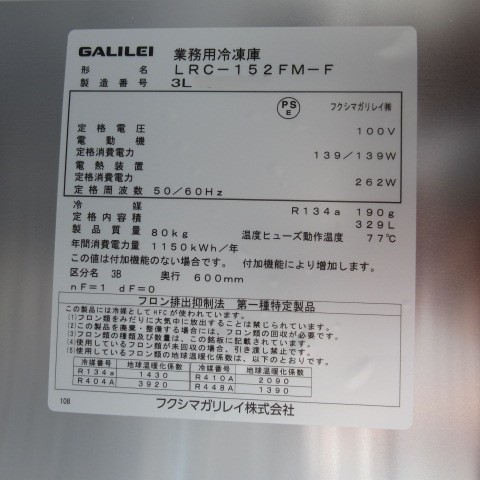 GALILEI 業務用冷凍庫
形名 LRC-152FM-F
製造番号 3L
PS E フクシマガリレイ㈱
定格電圧 100V
電動機
定格消費電力 139/139W
電熱装置
定格消費電力 262W
定格周波数 50/60Hz
冷媒 R134a 190g
定格内容積 329L
製品質量 80kg 温度ヒューズ動作温度 77℃
年間消費電力量 1150kWh/年
この値は付加機能のない場合です。 付加機能により増加します。
区分名 3B 奥行 600mm
nF=1 dF=0
フロン排出抑制法 第一種特定製品
この製品には冷媒としてHFCが使われています。
(1)フロン類をみだりに大気中に放出することは禁じられています。
(2)この製品を廃棄・整備する場合には、フロン類の回収が必要です。
(3)フロン類の種類及び数量は、この銘板に記載されています。
(4)使用しているフロン類が未回収の場合、引き渡し禁止です。
(5)使用しているフロン類の地球温暖化係数は、次のとおりです。
冷媒番号 地球温暖化係数 冷媒番号 地球温暖化係数
R134a 1430 R410A 2090
R404A 3920 R448A 1390
108 フクシマガリレイ株式会社